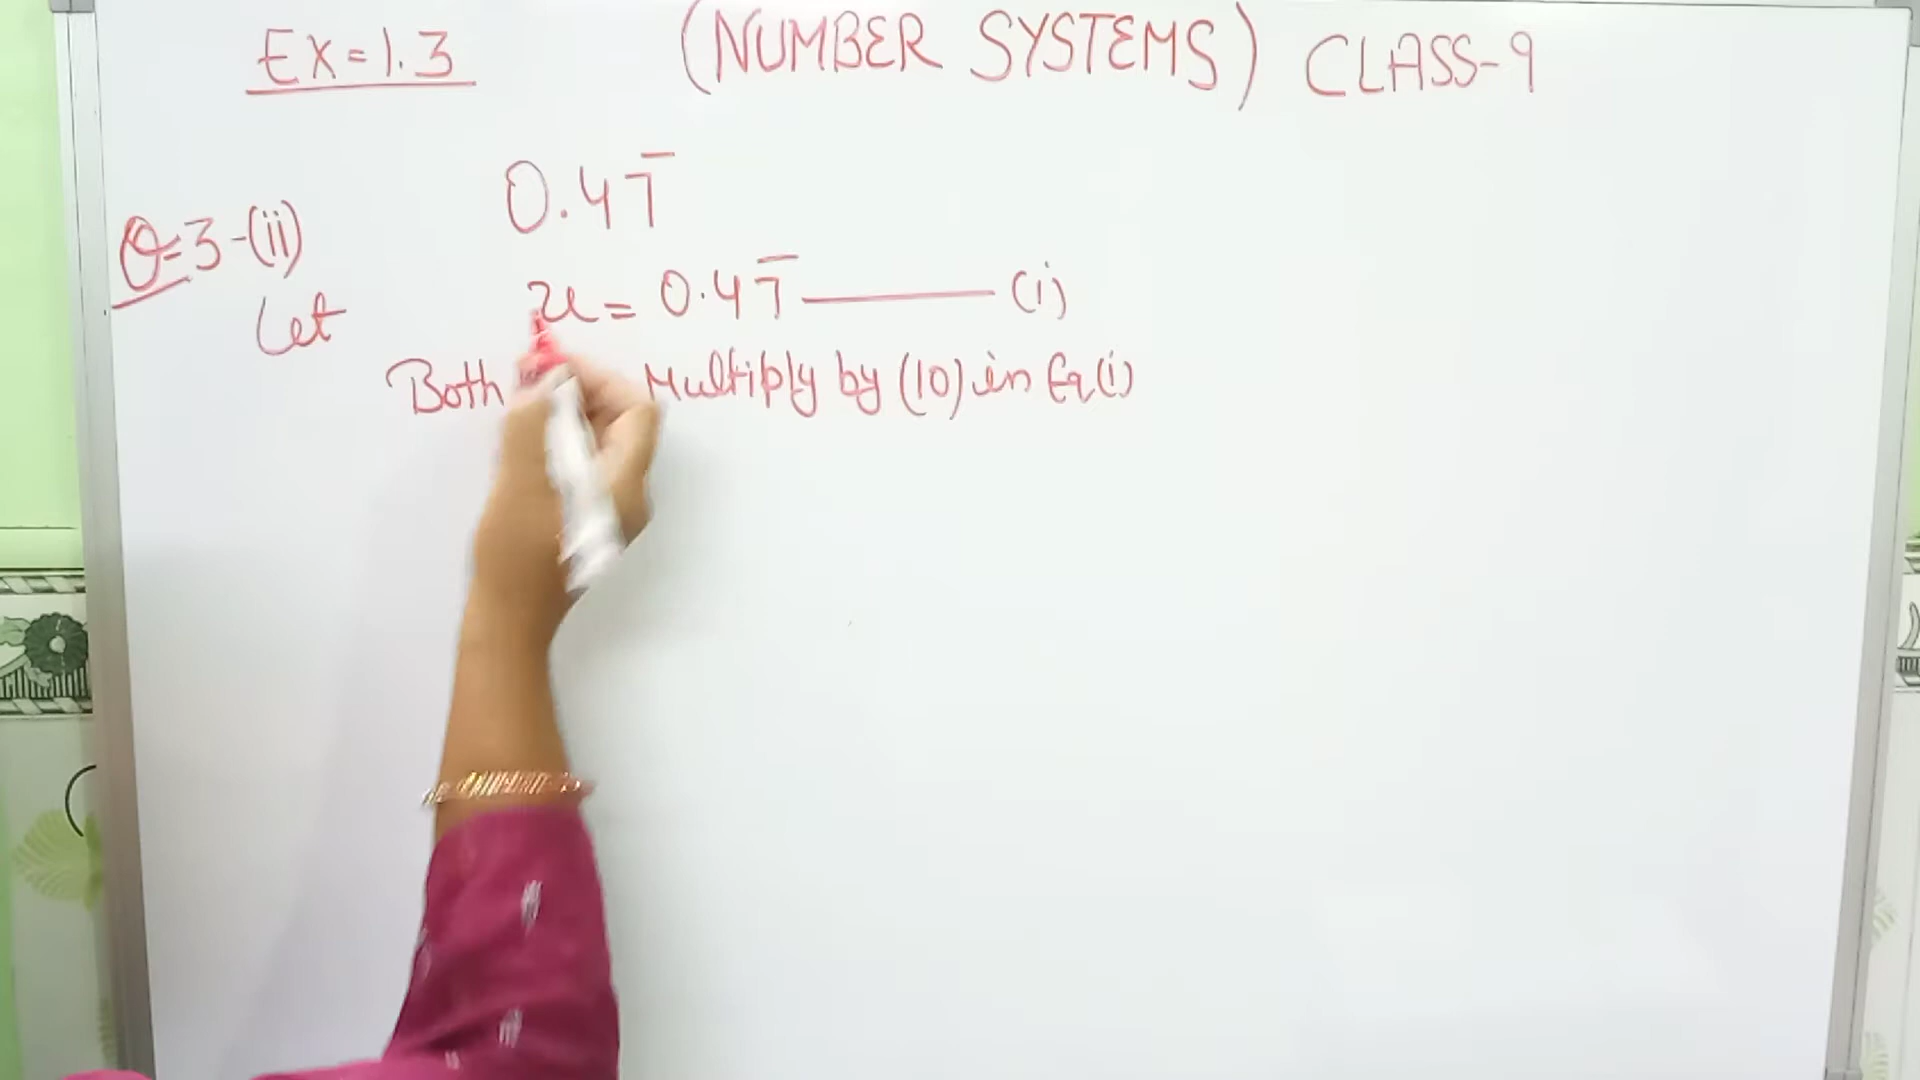 EX=1.3 (NUMBER SYSTEMS) CLASS-9
0.47̅
Q=3-(ii)
Let x = 0.47̅ ——— (i)
Both Multiply by (10) in Eq(i)